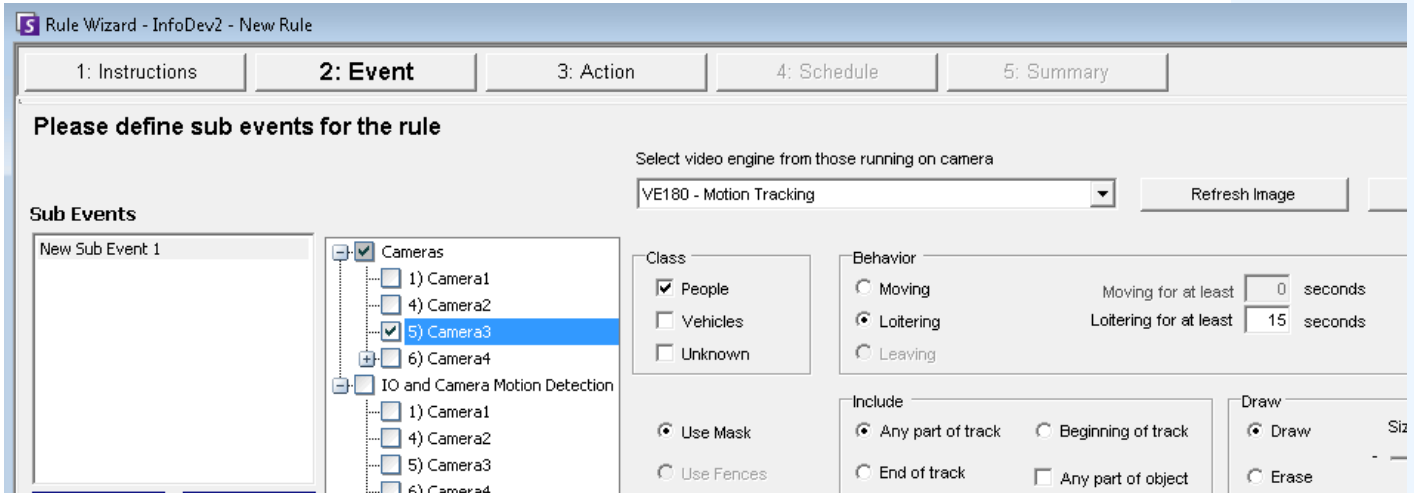 Rule Wizard - InfoDev2 - New Rule
1: Instructions
2: Event
3: Action
4: Schedule
5: Summary
Please define sub events for the rule
Select video engine from those running on camera
VE180 - Motion Tracking
Refresh Image
Sub Events
New Sub Event 1
Cameras
1) Camera1
4) Camera2
5) Camera3
6) Camera4
IO and Camera Motion Detection
1) Camera1
4) Camera2
5) Camera3
6) Camera4
Class
People
Vehicles
Unknown
Behavior
Moving
Moving for at least 0 seconds
Loitering
Loitering for at least 15 seconds
Leaving
Use Mask
Use Fences
Include
Any part of track
Beginning of track
End of track
Any part of object
Draw
Draw
Erase